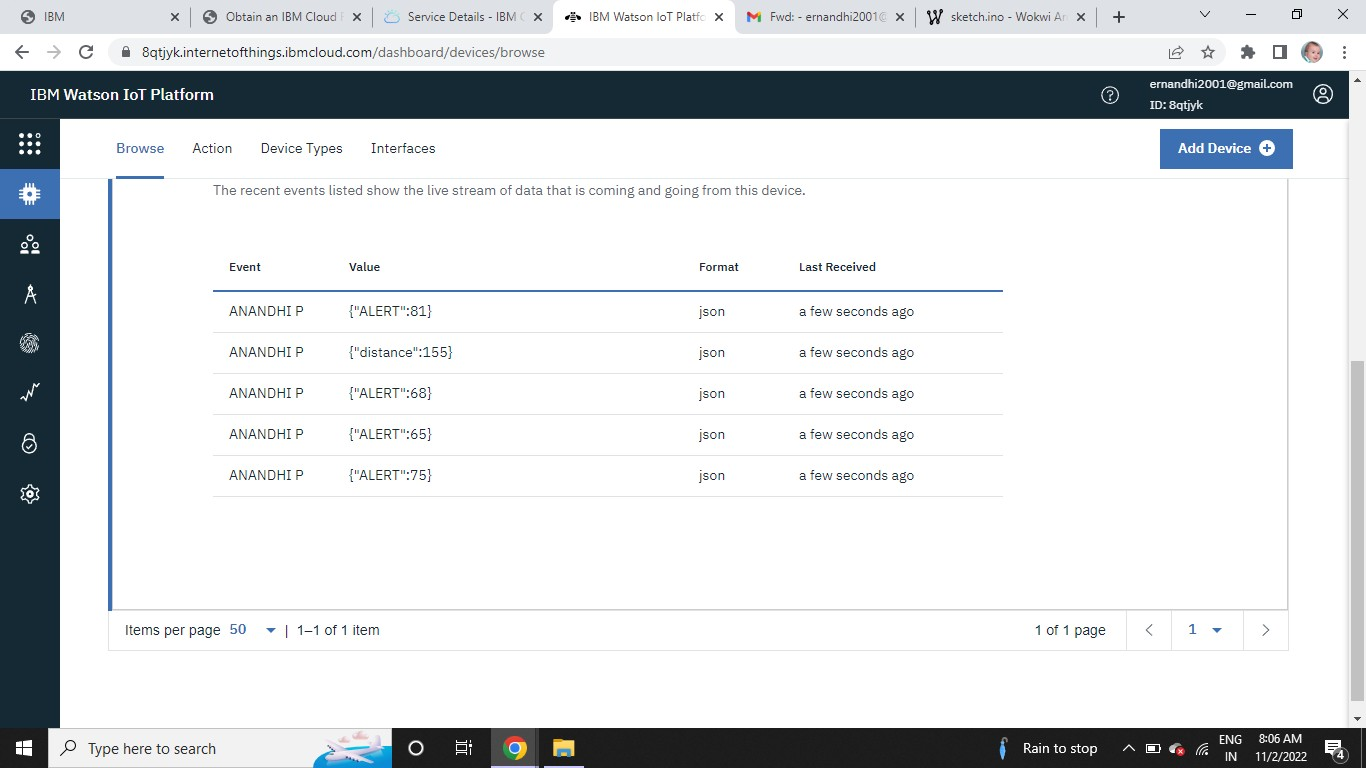 IBM
Obtain an IBM Cloud
Service Details - IBM
IBM Watson IoT Platfo
Fwd: - ernandhi2001@
sketch.ino - Wokwi Ar
8qtjyk.internetofthings.ibmcloud.com/dashboard/devices/browse
IBM Watson IoT Platform
ernandhi2001@gmail.com
ID: 8qtjyk
Browse Action Device Types Interfaces
Add Device
The recent events listed show the live stream of data that is coming and going from this device.
Event Value Format Last Received
ANANDHI P {"ALERT":81} json a few seconds ago
ANANDHI P {"distance":155} json a few seconds ago
ANANDHI P {"ALERT":68} json a few seconds ago
ANANDHI P {"ALERT":65} json a few seconds ago
ANANDHI P {"ALERT":75} json a few seconds ago
Items per page 50 | 1–1 of 1 item
1 of 1 page
1
Type here to search
Rain to stop
ENG
IN
8:06 AM
11/2/2022
4